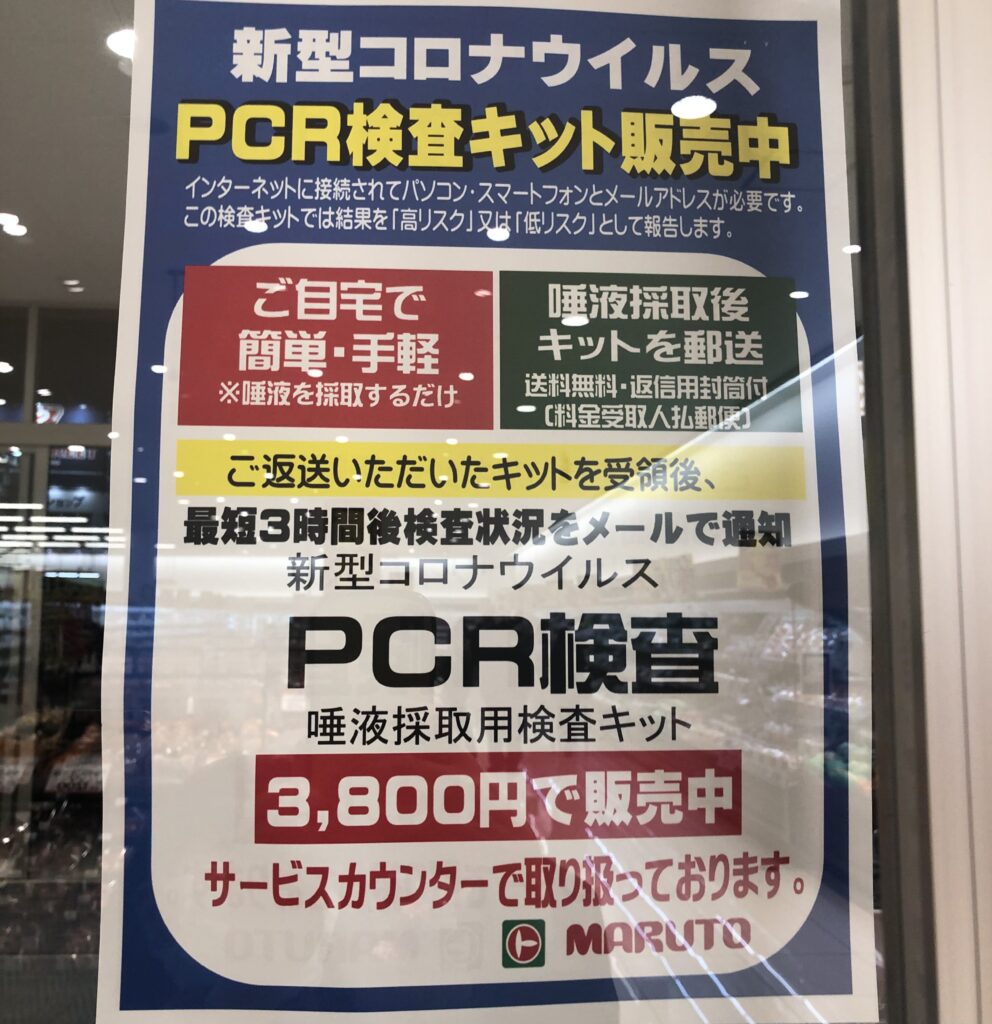 新型コロナウイルス
PCR検査キット販売中
インターネットに接続されてパソコン・スマートフォンとメールアドレスが必要です。
この検査キットでは結果を「高リスク」又は「低リスク」として報告します。
ご自宅で
簡単・手軽
※唾液を採取するだけ
唾液採取後
キットを郵送
送料無料・返信用封筒付
(料金受取人払郵便)
ご返送いただいたキットを受領後、
最短3時間後検査状況をメールで通知
新型コロナウイルス
PCR検査
唾液採取用検査キット
3,800円で販売中
サービスカウンターで取り扱っております。
MARUTO